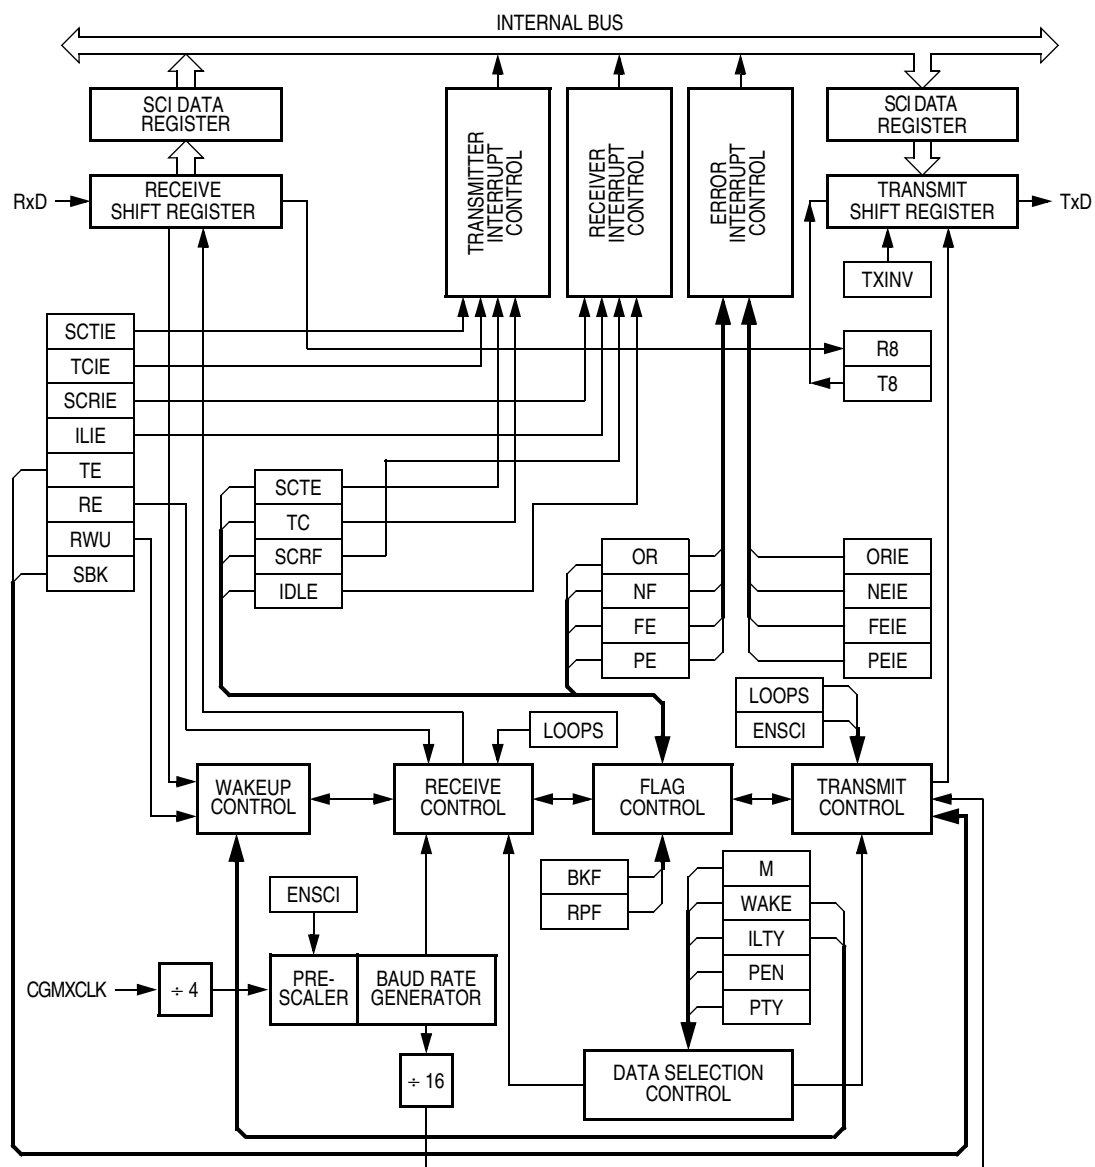 INTERNAL BUS
SCI DATA
REGISTER
TRANSMITTER
INTERRUPT
CONTROL
RECEIVER
INTERRUPT
CONTROL
ERROR
INTERRUPT
CONTROL
SCI DATA
REGISTER
RxD
RECEIVE
SHIFT REGISTER
TRANSMIT
SHIFT REGISTER
TxD
TXINV
SCTIE
TCIE
SCRIE
ILIE
TE
RE
RWU
SBK
R8
T8
SCTE
TC
SCRF
IDLE
OR
NF
FE
PE
ORIE
NEIE
FEIE
PEIE
LOOPS
ENSCI
LOOPS
WAKEUP
CONTROL
RECEIVE
CONTROL
FLAG
CONTROL
TRANSMIT
CONTROL
BKF
RPF
M
WAKE
ILTY
PEN
PTY
ENSCI
CGMXCLK
÷ 4
PRE-
SCALER
BAUD RATE
GENERATOR
÷ 16
DATA SELECTION
CONTROL